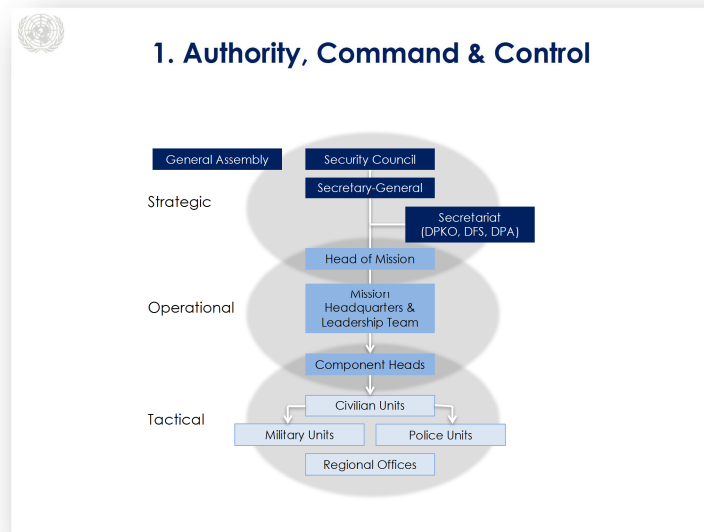 1. Authority, Command & Control
General Assembly
Security Council
Secretary-General
Strategic
Secretariat
(DPKO, DFS, DPA)
Head of Mission
Mission
Headquarters &
Leadership Team
Operational
Component Heads
Civilian Units
Tactical
Military Units
Police Units
Regional Offices